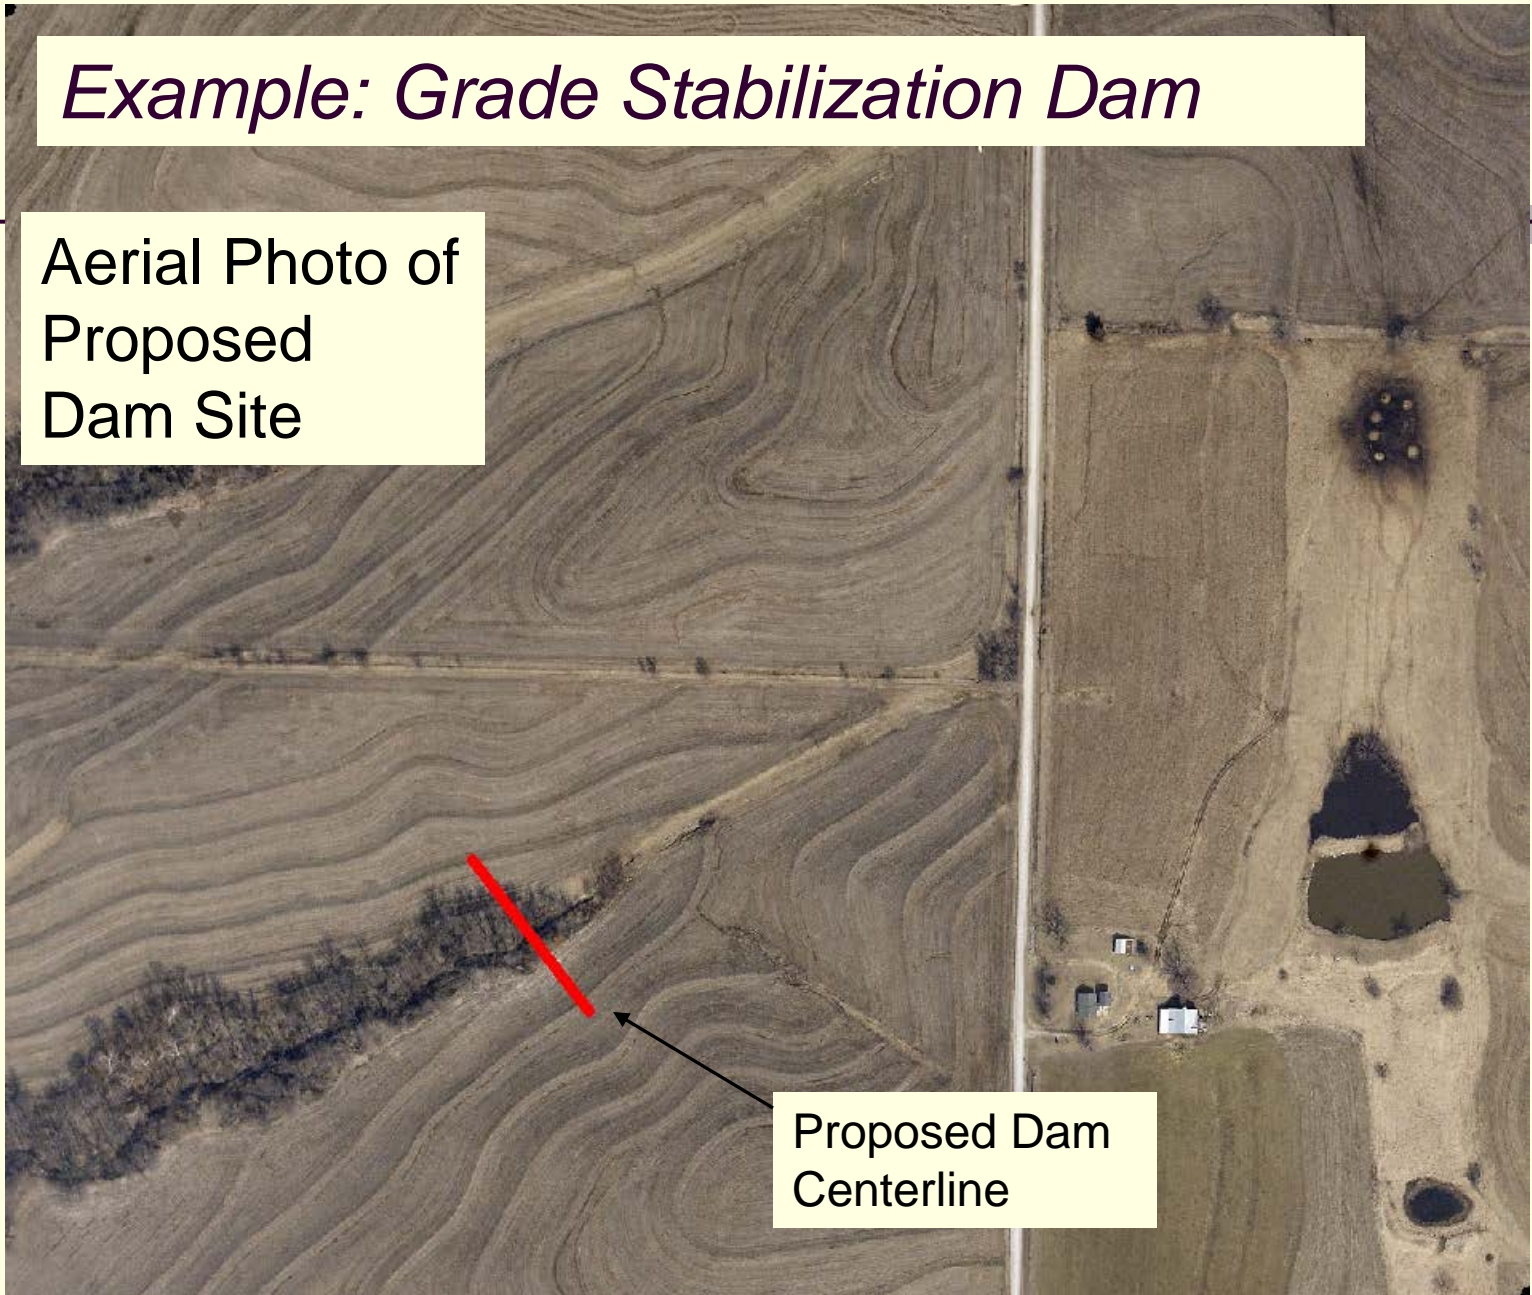 Example: Grade Stabilization Dam
Aerial Photo of
Proposed
Dam Site
Proposed Dam
Centerline